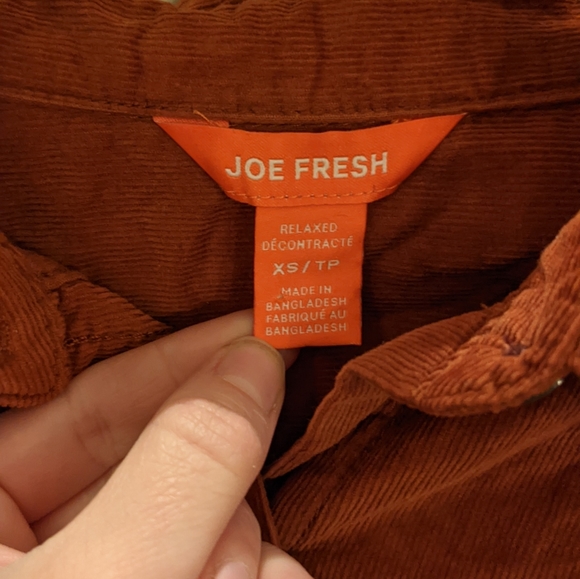 JOE FRESH
RELAXED
DÉCONTRACTÉ
XS/TP
MADE IN
BANGLADESH
FABRIQUÉ AU
BANGLADESH